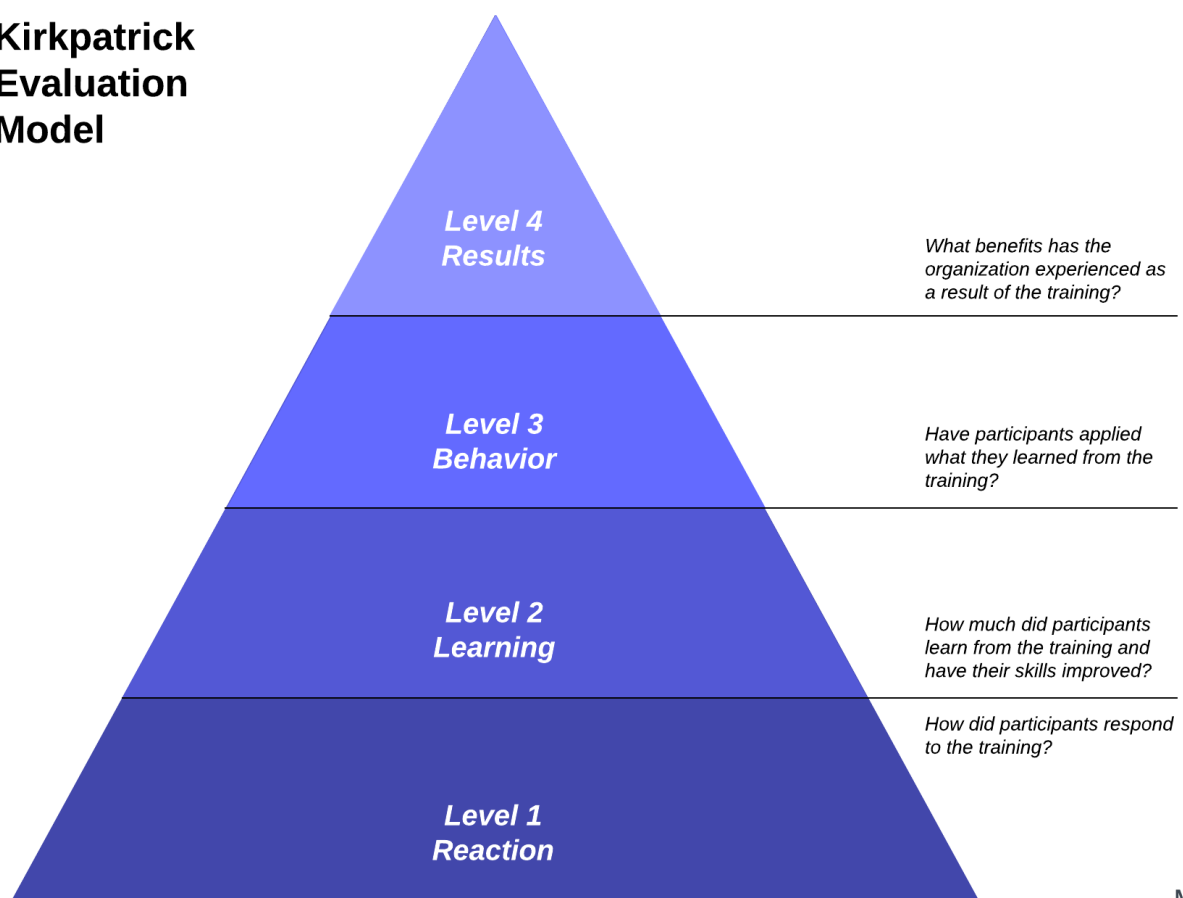 Kirkpatrick
Evaluation
Model
Level 4
Results
What benefits has the
organization experienced as
a result of the training?
Level 3
Behavior
Have participants applied
what they learned from the
training?
Level 2
Learning
How much did participants
learn from the training and
have their skills improved?
How did participants respond
to the training?
Level 1
Reaction